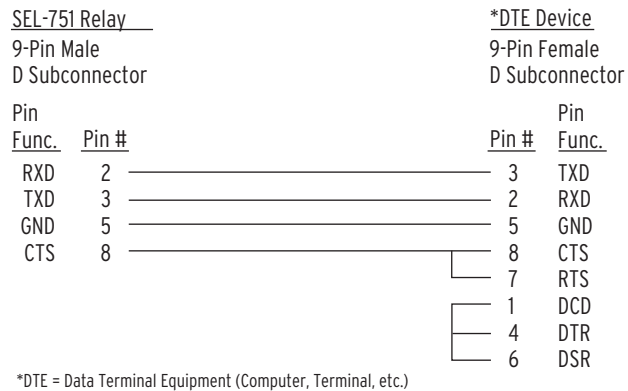 SEL-751 Relay *DTE Device
9-Pin Male 9-Pin Female
D Subconnector D Subconnector
Pin Pin
Func. Pin # Pin # Func.
RXD 2 3 TXD
TXD 3 2 RXD
GND 5 5 GND
CTS 8 8 CTS
7 RTS
1 DCD
4 DTR
6 DSR
*DTE = Data Terminal Equipment (Computer, Terminal, etc.)